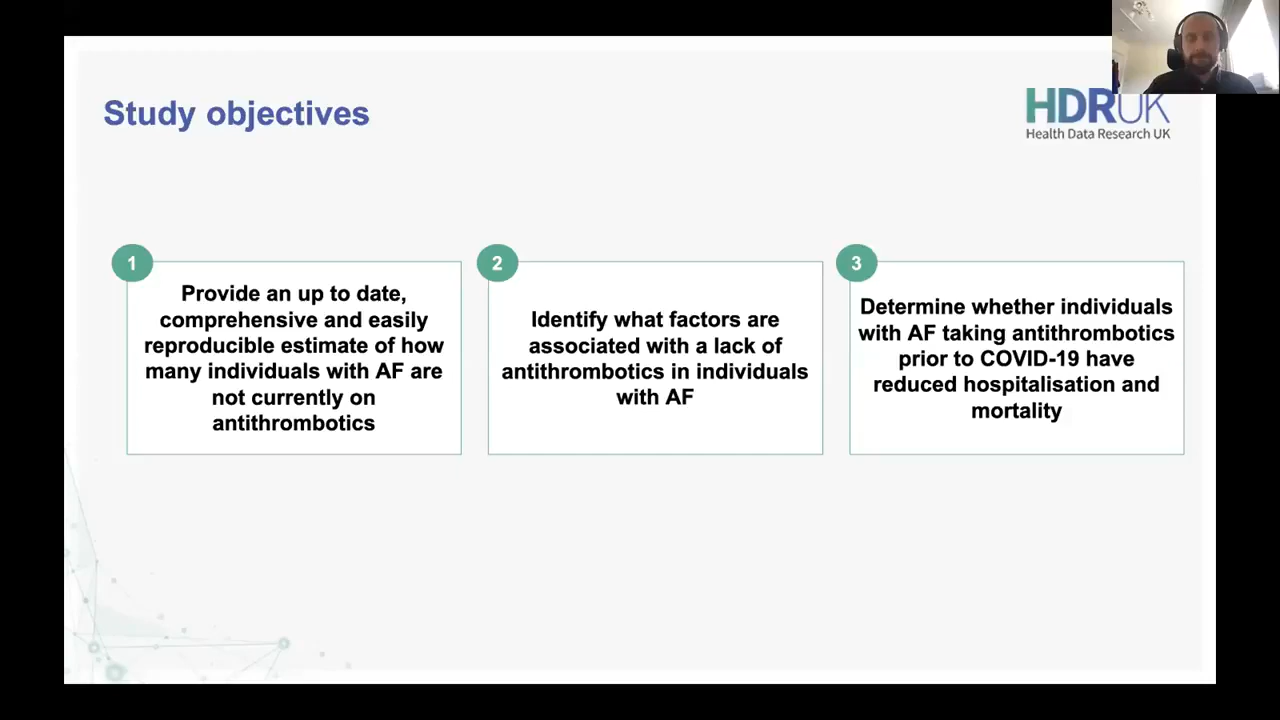 Study objectives
HDRUK
Health Data Research UK
1
Provide an up to date,
comprehensive and easily
reproducible estimate of how
many individuals with AF are
not currently on
antithrombotics
2
Identify what factors are
associated with a lack of
antithrombotics in individuals
with AF
3
Determine whether individuals
with AF taking antithrombotics
prior to COVID-19 have
reduced hospitalisation and
mortality